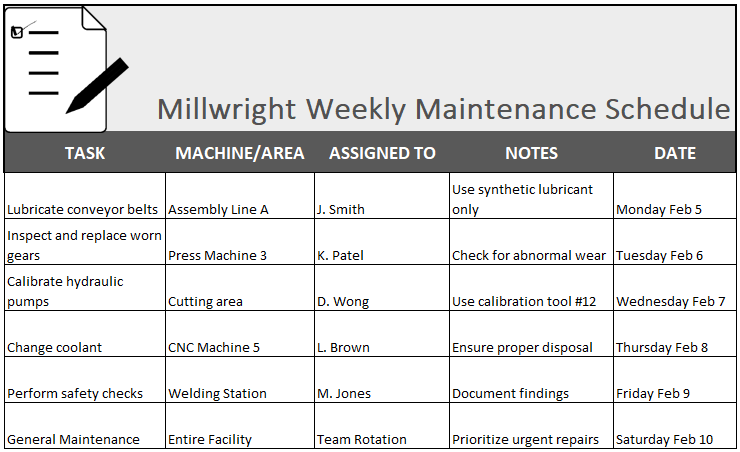 Millwright Weekly Maintenance Schedule
TASK MACHINE/AREA ASSIGNED TO NOTES DATE
Use synthetic lubricant
Lubricate conveyor belts Assembly Line A J. Smith only Monday Feb 5
Inspect and replace worn
gears Press Machine 3 K. Patel Check for abnormal wear Tuesday Feb 6
Calibrate hydraulic
pumps Cutting area D. Wong Use calibration tool #12 Wednesday Feb 7
Change coolant CNC Machine 5 L. Brown Ensure proper disposal Thursday Feb 8
Perform safety checks Welding Station M. Jones Document findings Friday Feb 9
General Maintenance Entire Facility Team Rotation Prioritize urgent repairs Saturday Feb 10